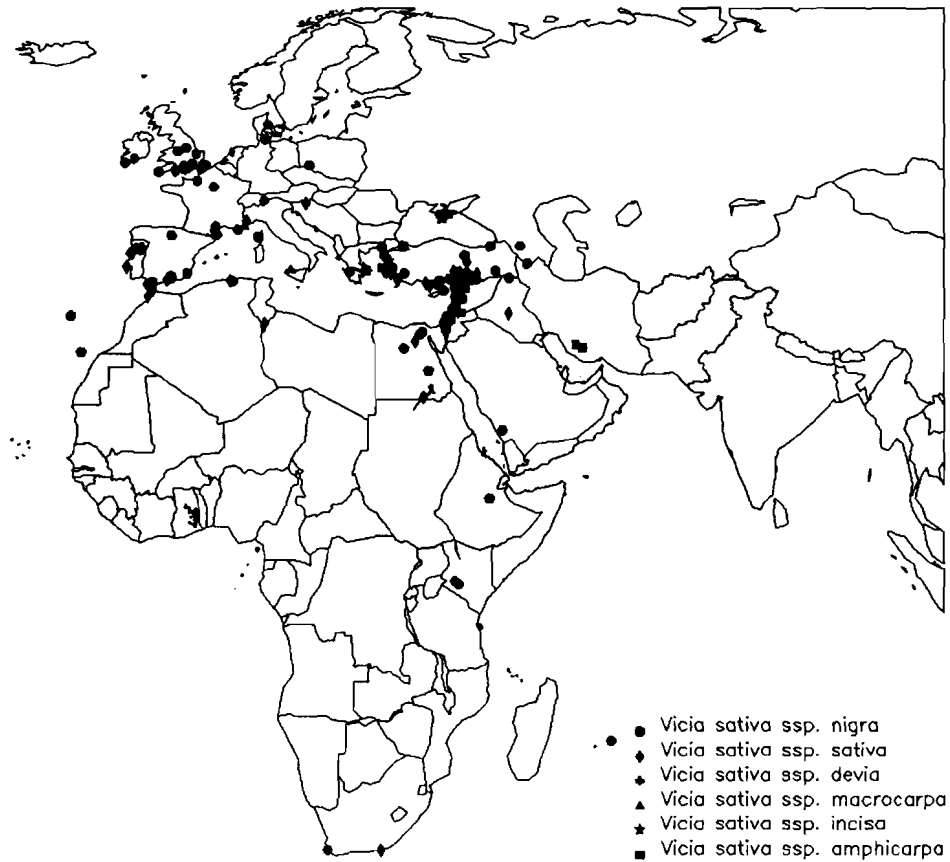 Vicia sativa ssp. nigra
Vicia sativa ssp. sativa
Vicia sativa ssp. devia
Vicia sativa ssp. macrocarpa
Vicia sativa ssp. incisa
Vicia sativa ssp. amphicarpa